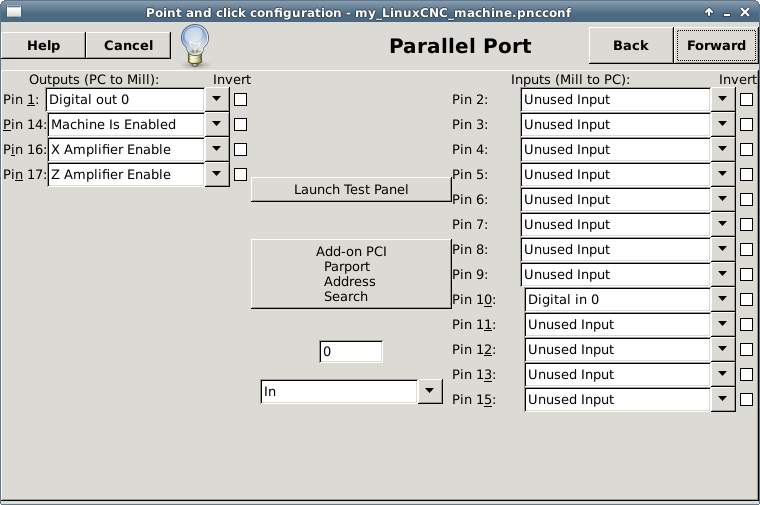 Point and click configuration - my_LinuxCNC_machine.pncconf
Help Cancel Parallel Port Back Forward
Outputs (PC to Mill): Invert Inputs (Mill to PC): Invert
Pin 1: Digital out 0 Pin 2: Unused Input
Pin 14: Machine Is Enabled Pin 3: Unused Input
Pin 16: X Amplifier Enable Pin 4: Unused Input
Pin 17: Z Amplifier Enable Pin 5: Unused Input
Launch Test Panel Pin 6: Unused Input
Pin 7: Unused Input
Add-on PCI Pin 8: Unused Input
Parport Pin 9: Unused Input
Address
Search Pin 10: Digital in 0
Pin 11: Unused Input
0 Pin 12: Unused Input
Pin 13: Unused Input
In Pin 15: Unused Input